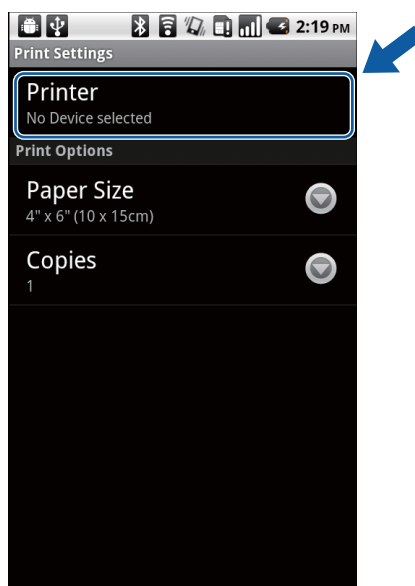 2:19 PM
Print Settings
Printer
No Device selected
Print Options
Paper Size
4" x 6" (10 x 15cm)
Copies
1